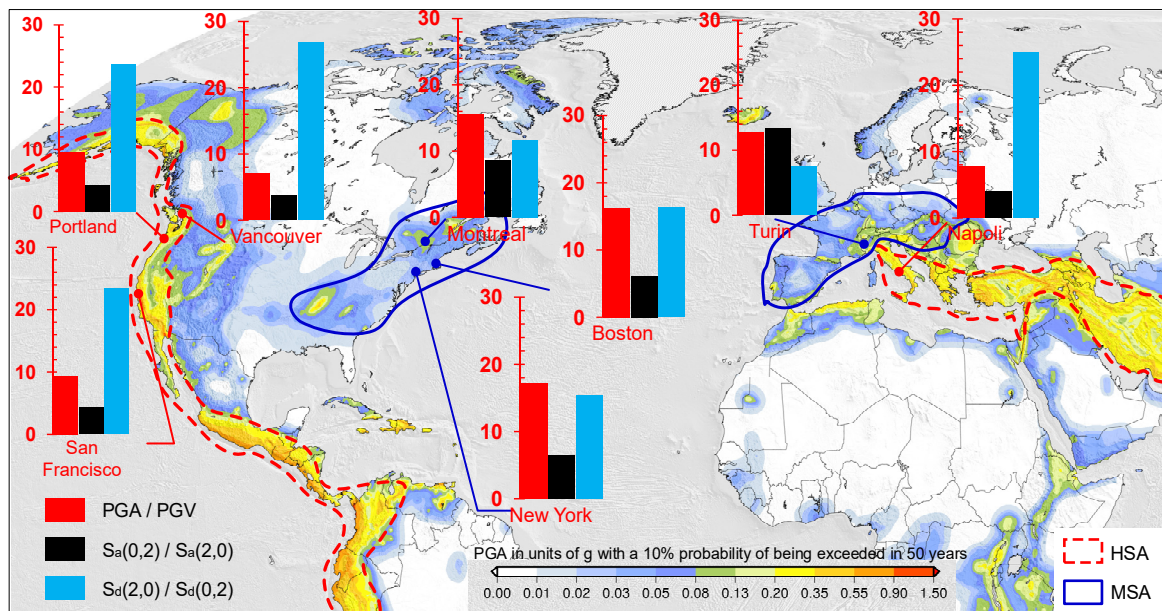 30
20
10
0
Portland
30
20
10
0
Vancouver
30
20
10
0
Montreal
30
20
10
0
Boston
30
20
10
0
Turin
30
20
10
0
Napoli
30
20
10
0
San
Francisco
30
20
10
0
New York
PGA / PGV
Sa(0,2) / Sa(2,0)
Sd(2,0) / Sd(0,2)
PGA in units of g with a 10% probability of being exceeded in 50 years
0.00 0.01 0.02 0.03 0.05 0.08 0.13 0.20 0.35 0.55 0.90 1.50
HSA
MSA